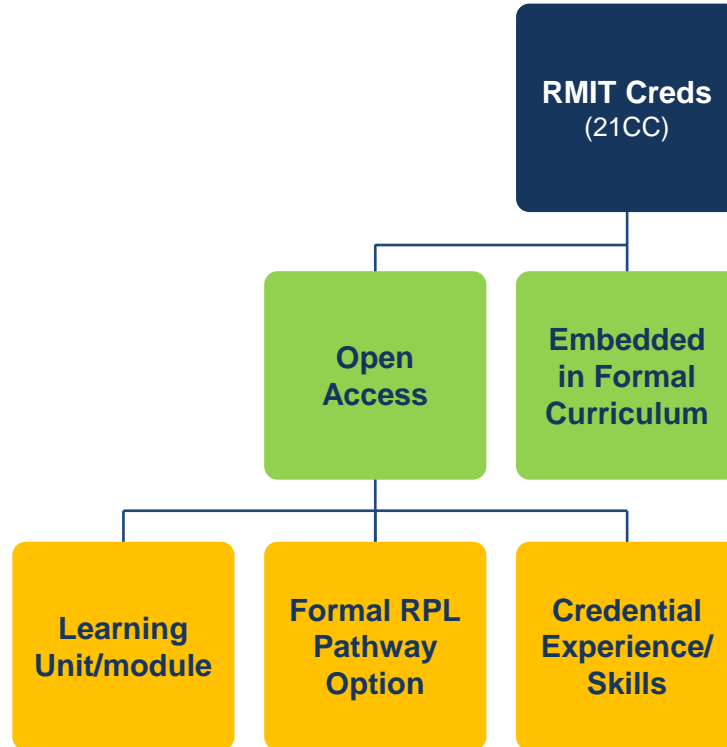 RMIT Creds
(21CC)
Open
Access
Embedded
in Formal
Curriculum
Learning
Unit/module
Formal RPL
Pathway
Option
Credential
Experience/
Skills